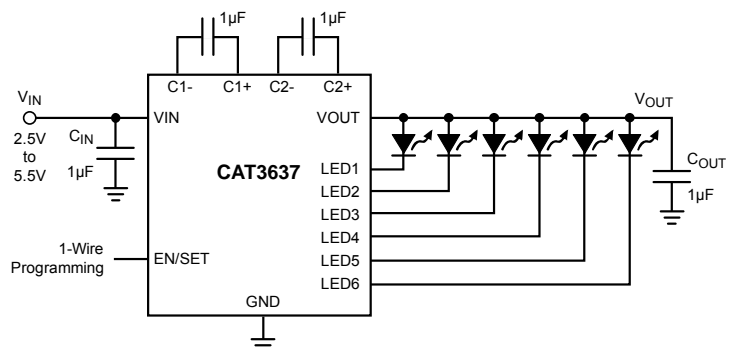 1µF 1µF
C1- C1+ C2- C2+
VIN
2.5V
to
5.5V
CIN
1µF
VIN
1-Wire
Programming
EN/SET
CAT3637
GND
VOUT
LED1
LED2
LED3
LED4
LED5
LED6
VOUT
COUT
1µF